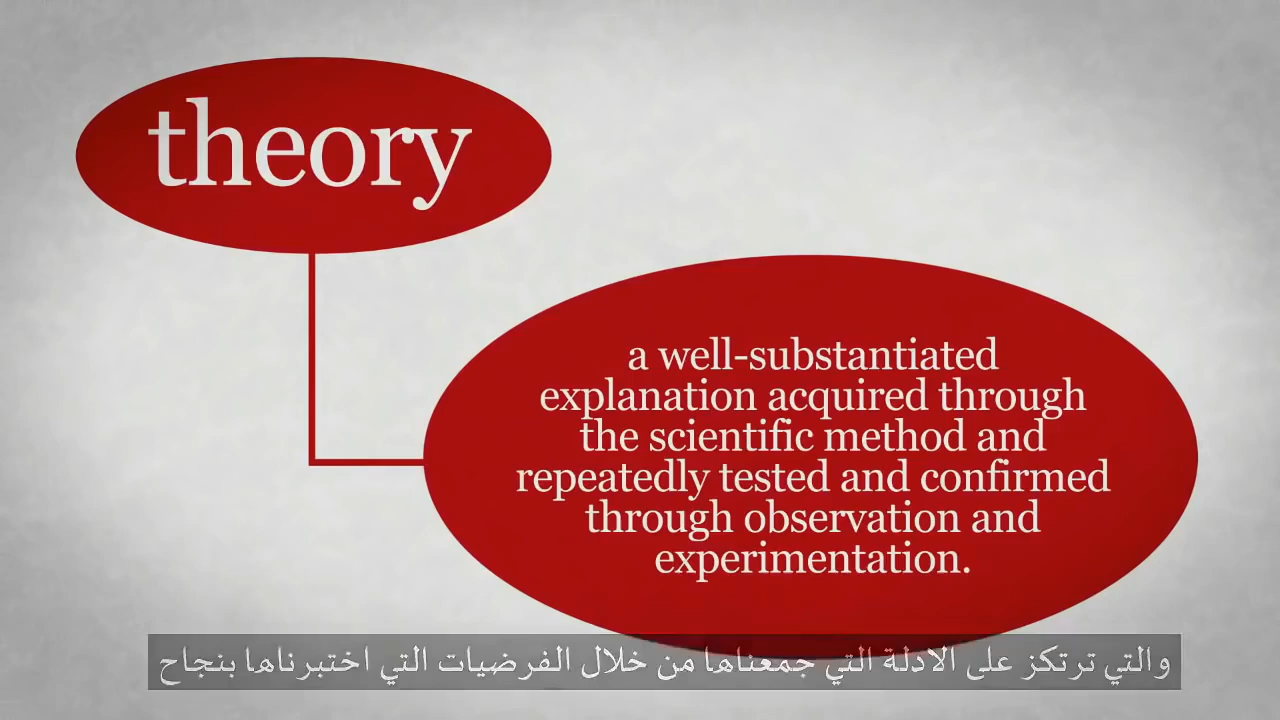 theory
a well-substantiated
explanation acquired through
the scientific method and
repeatedly tested and confirmed
through observation and
experimentation.
والتي ترتكز على الادلة التي جمعناها من خلال الفرضيات التي اختبرناها بنجاح